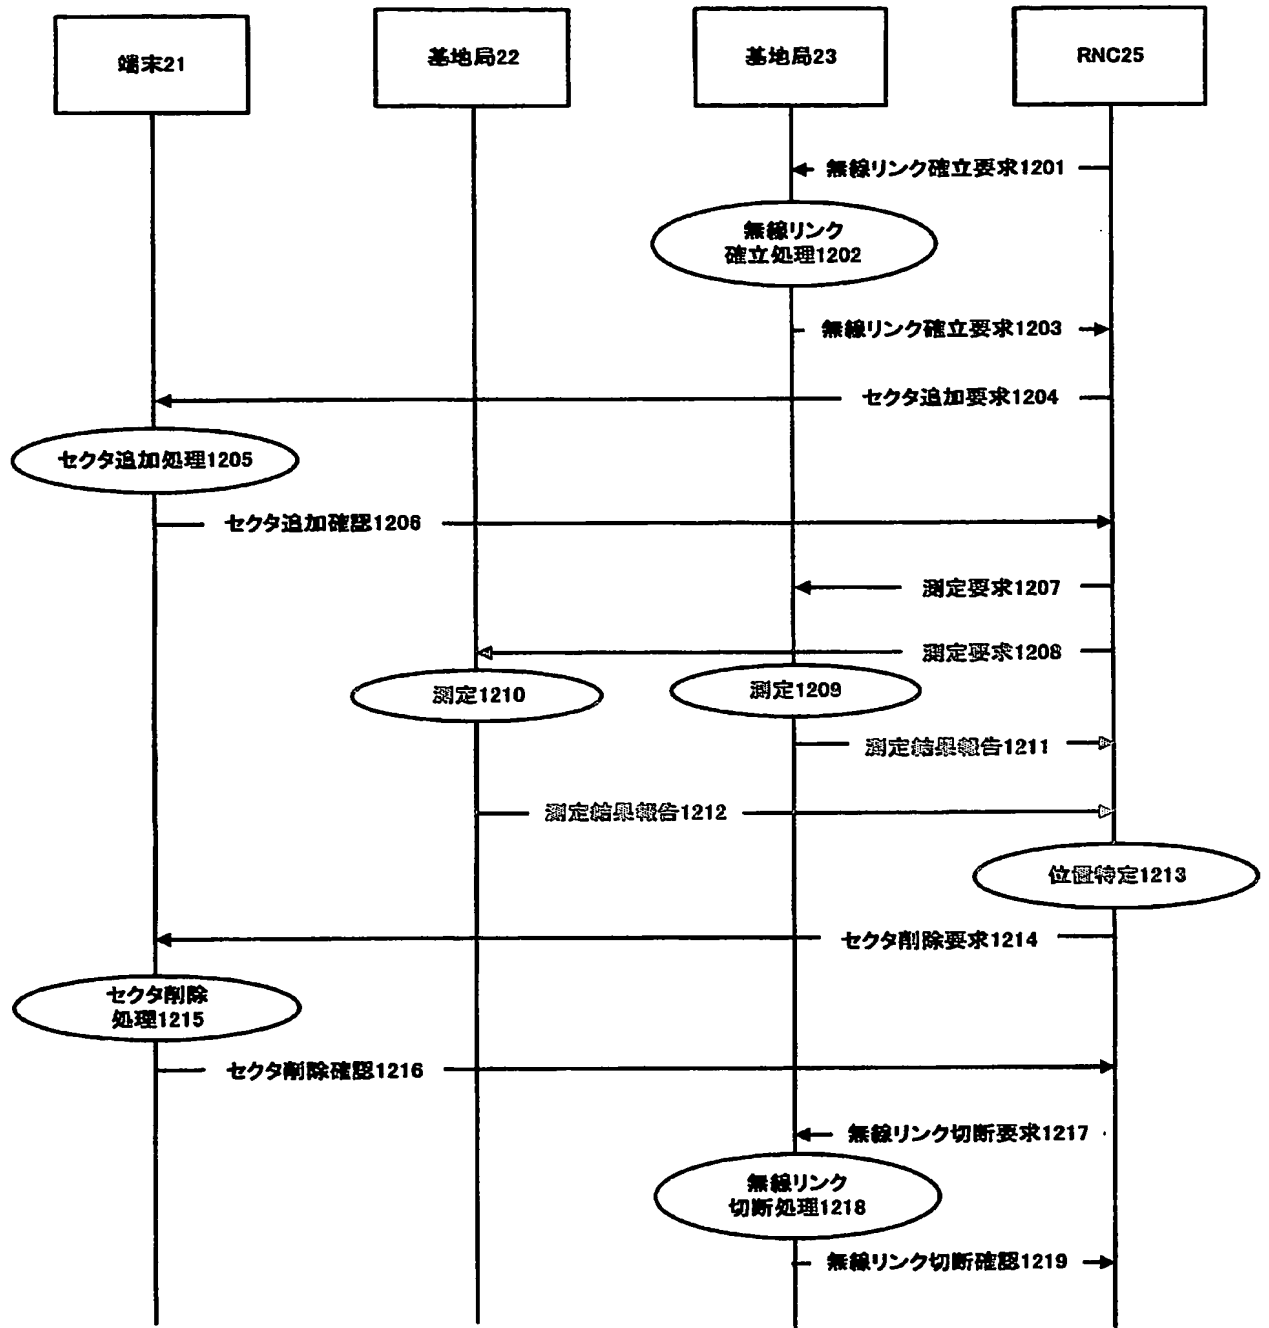 端末21
基地局22
基地局23
RNC25
無線リンク確立要求1201
無線リンク
確立処理1202
無線リンク確立要求1203
セクタ追加要求1204
セクタ追加処理1205
セクタ追加確認1206
測定要求1207
測定要求1208
測定1210
測定1209
測定結果報告1211
測定結果報告1212
位置特定1213
セクタ削除要求1214
セクタ削除
処理1215
セクタ削除確認1216
無線リンク切断要求1217
無線リンク
切断処理1218
無線リンク切断確認1219